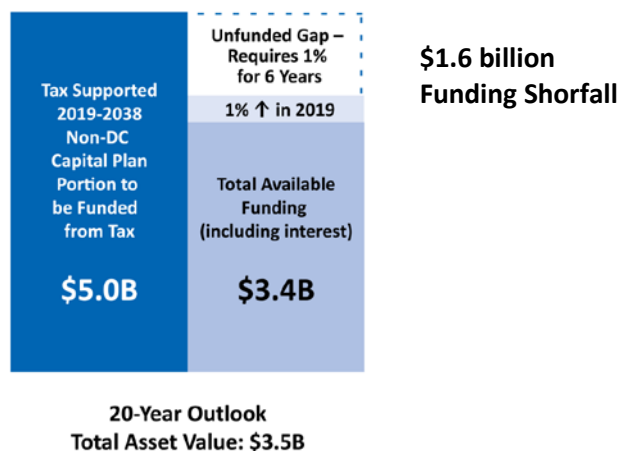 Tax Supported
2019-2038
Non-DC
Capital Plan
Portion to
be Funded
from Tax
$5.0B
Unfunded Gap –
Requires 1%
for 6 Years
1% ↑ in 2019
Total Available
Funding
(including interest)
$3.4B
$1.6 billion
Funding Shorfall
20-Year Outlook
Total Asset Value: $3.5B